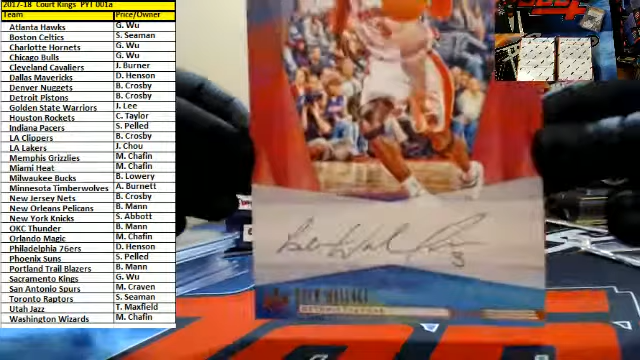 2017-18 Court Kings PYT 001a
Team Price/Owner
Atlanta Hawks G. Wu
Boston Celtics S. Seaman
Charlotte Hornets G. Wu
Chicago Bulls G. Wu
Cleveland Cavaliers J. Burner
Dallas Mavericks D. Henson
Denver Nuggets B. Crosby
Detroit Pistons B. Crosby
Golden State Warriors J. Lee
Houston Rockets C. Taylor
Indiana Pacers S. Pelled
LA Clippers B. Crosby
LA Lakers J. Chou
Memphis Grizzlies M. Chafin
Miami Heat M. Chafin
Milwaukee Bucks B. Lowery
Minnesota Timberwolves A. Burnett
New Jersey Nets B. Crosby
New Orleans Pelicans B. Mann
New York Knicks S. Abbott
OKC Thunder B. Mann
Orlando Magic M. Chafin
Philadelphia 76ers D. Henson
Phoenix Suns S. Pelled
Portland Trail Blazers B. Mann
Sacramento Kings G. Wu
San Antonio Spurs M. Craven
Toronto Raptors S. Seaman
Utah Jazz T. Maxfield
Washington Wizards M. Chafin
3
WALLACE